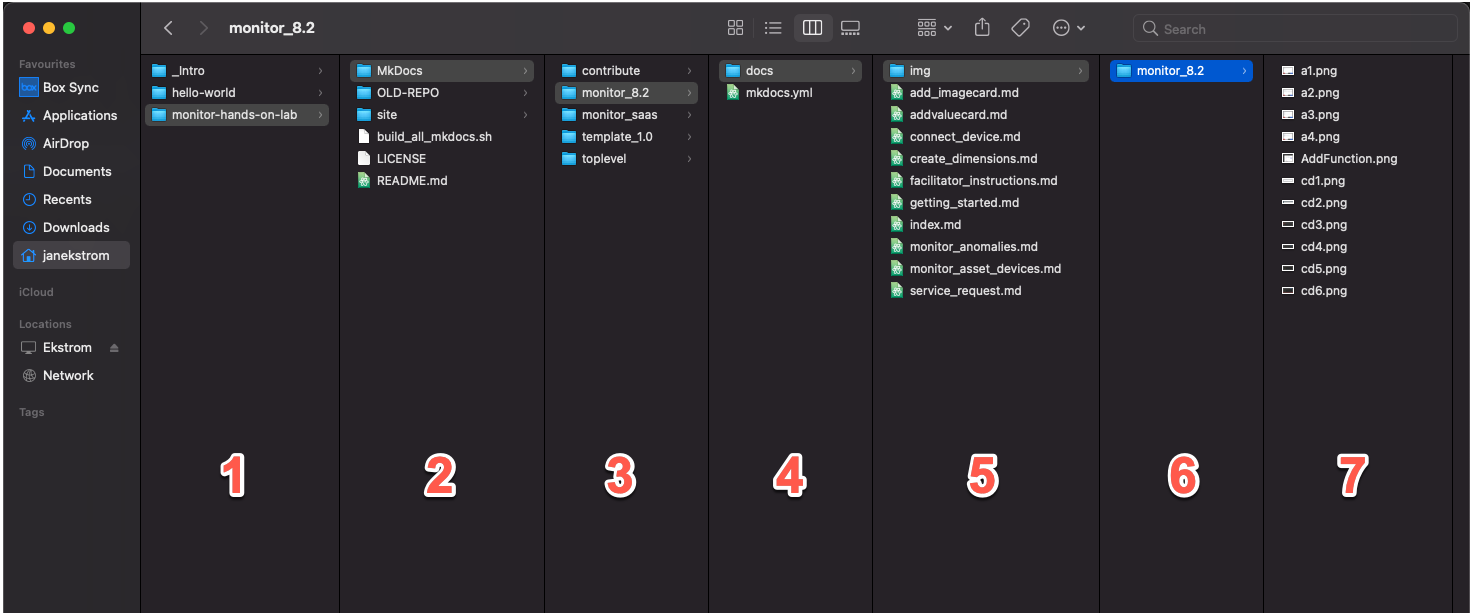 monitor_8.2
Search
Favourites
box
Box Sync
Applications
AirDrop
Documents
Recents
Downloads
janekstrom
iCloud
Locations
Ekstrom
Network
Tags
_Intro
hello-world
monitor-hands-on-lab
1
MkDocs
OLD-REPO
site
build_all_mkdocs.sh
LICENSE
README.md
2
contribute
monitor_8.2
monitor_saas
template_1.0
toplevel
3
docs
mkdocs.yml
4
img
add_imagecard.md
addvaluecard.md
connect_device.md
create_dimensions.md
facilitator_instructions.md
getting_started.md
index.md
monitor_anomalies.md
monitor_asset_devices.md
service_request.md
5
monitor_8.2
6
a1.png
a2.png
a3.png
a4.png
AddFunction.png
cd1.png
cd2.png
cd3.png
cd4.png
cd5.png
cd6.png
7